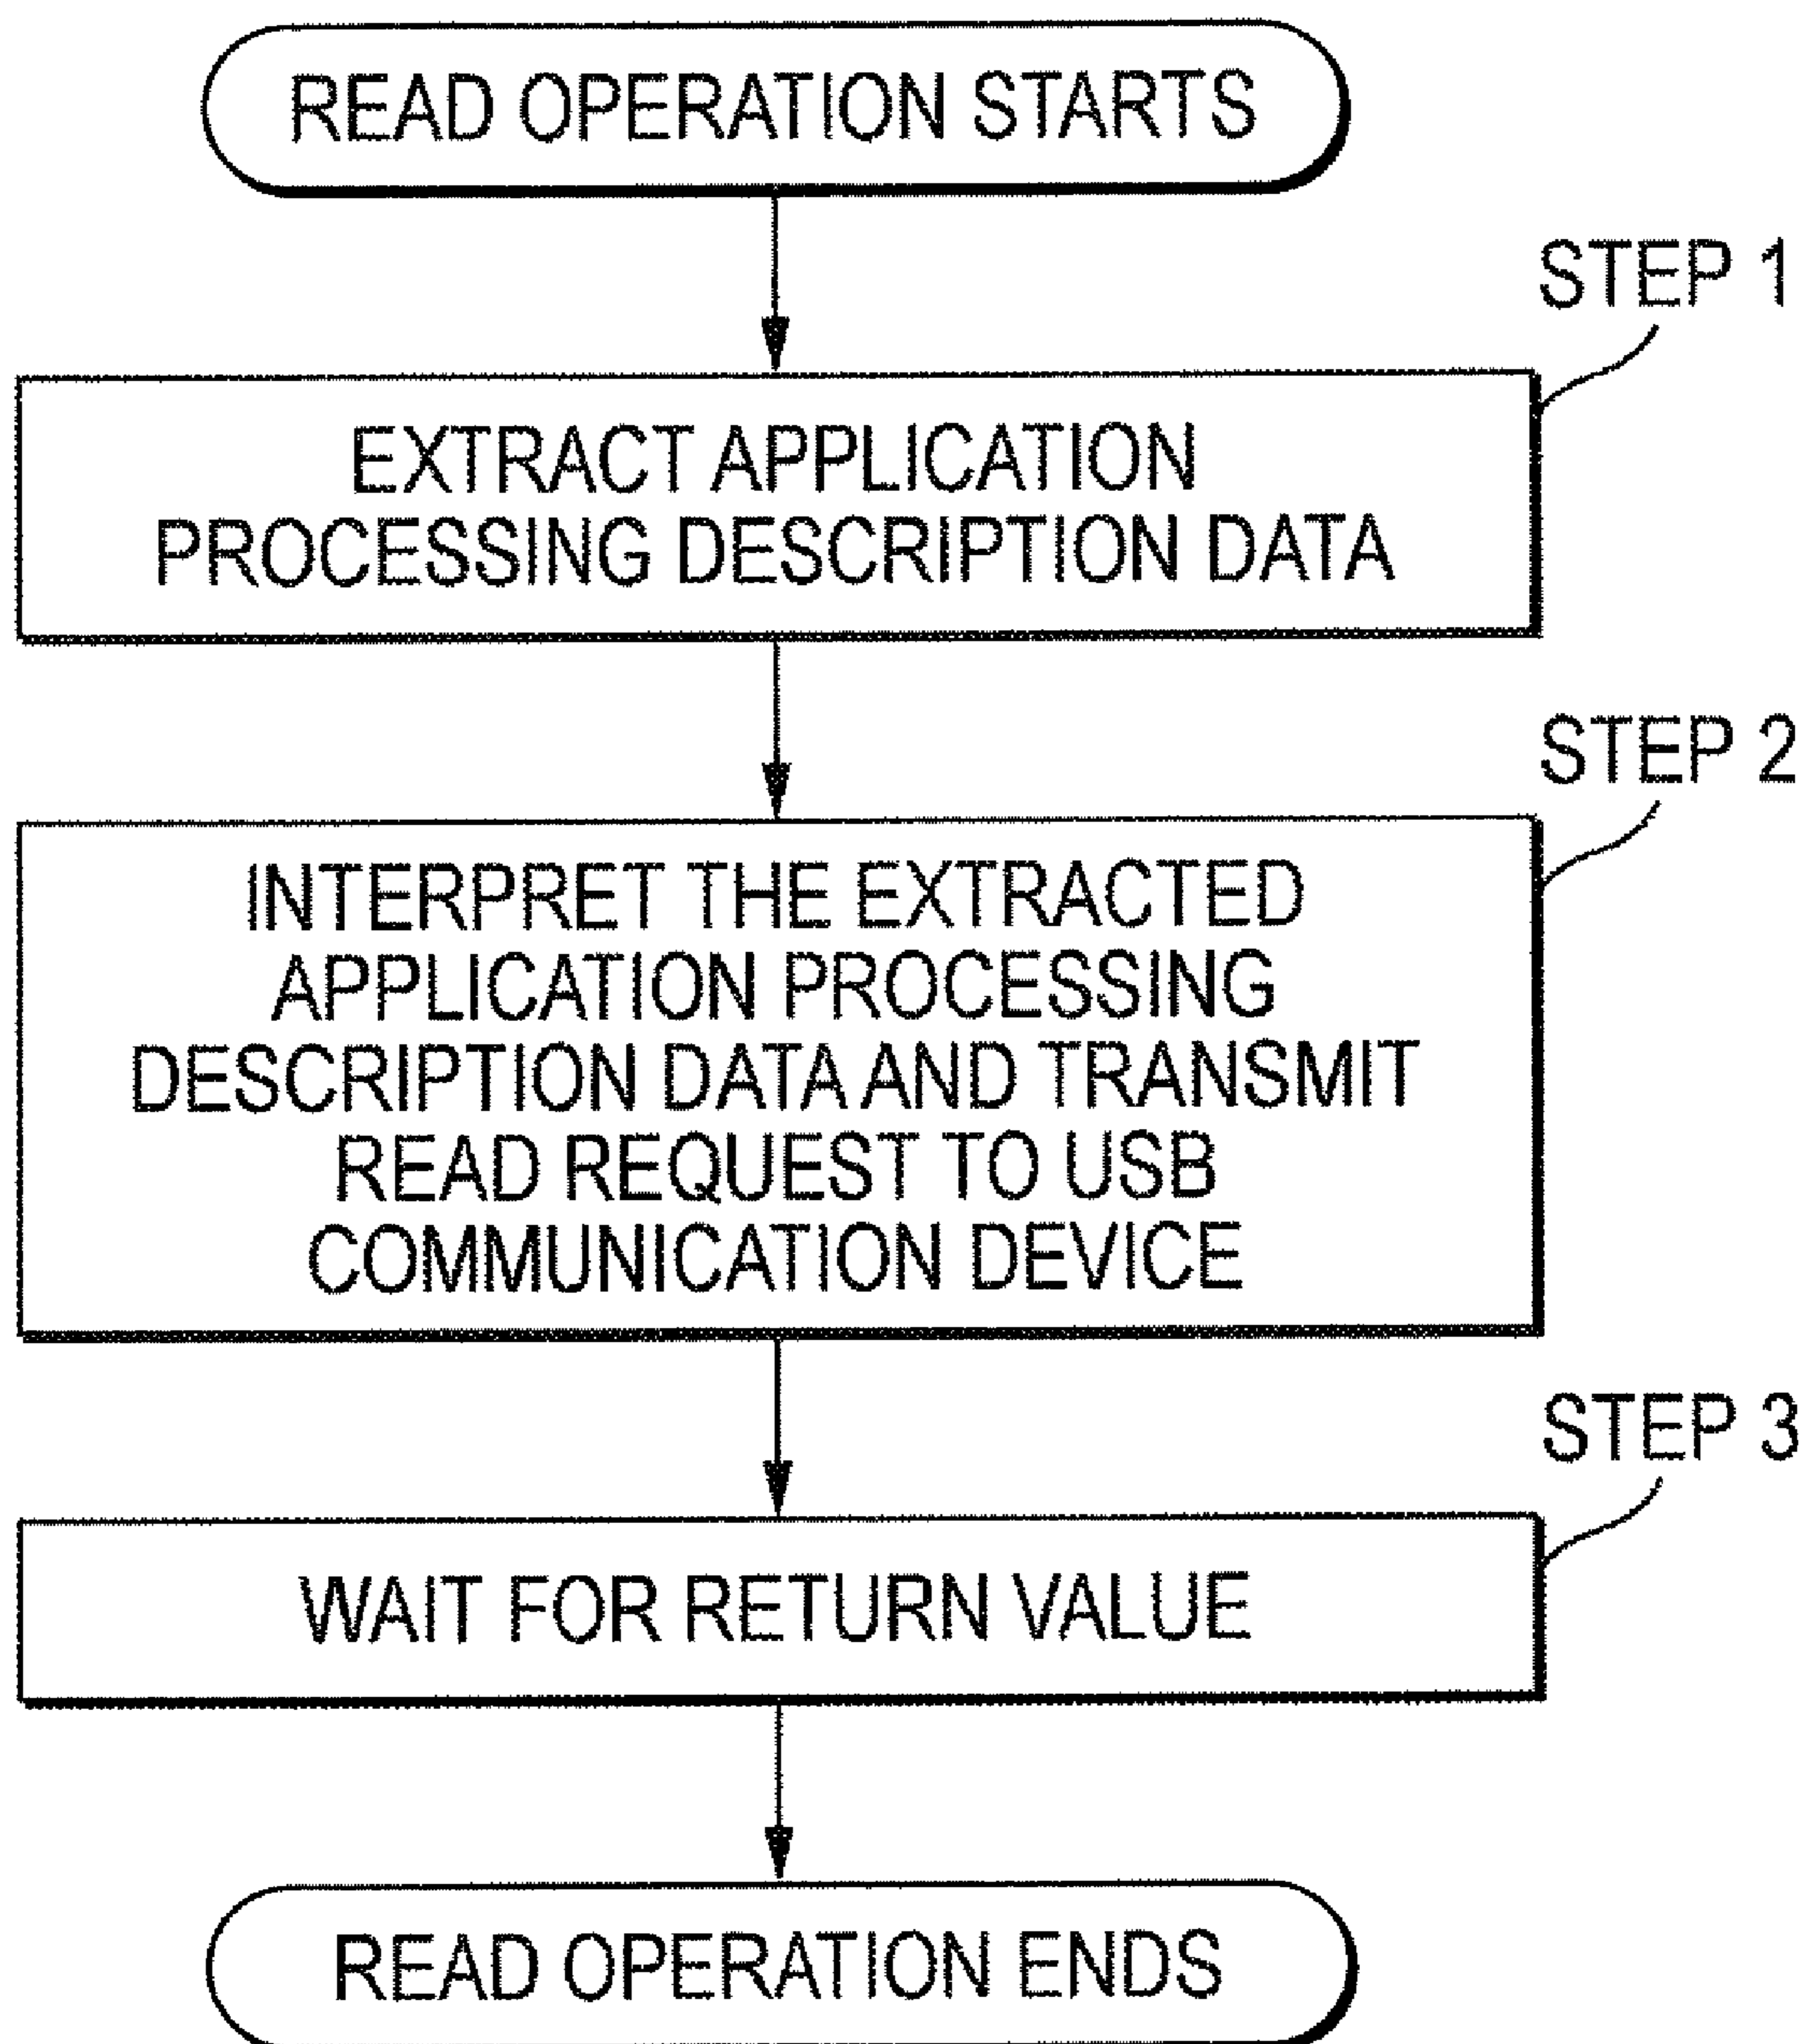 READ OPERATION STARTS
STEP 1
EXTRACT APPLICATION
PROCESSING DESCRIPTION DATA
STEP 2
INTERPRET THE EXTRACTED
APPLICATION PROCESSING
DESCRIPTION DATA AND TRANSMIT
READ REQUEST TO USB
COMMUNICATION DEVICE
STEP 3
WAIT FOR RETURN VALUE
READ OPERATION ENDS